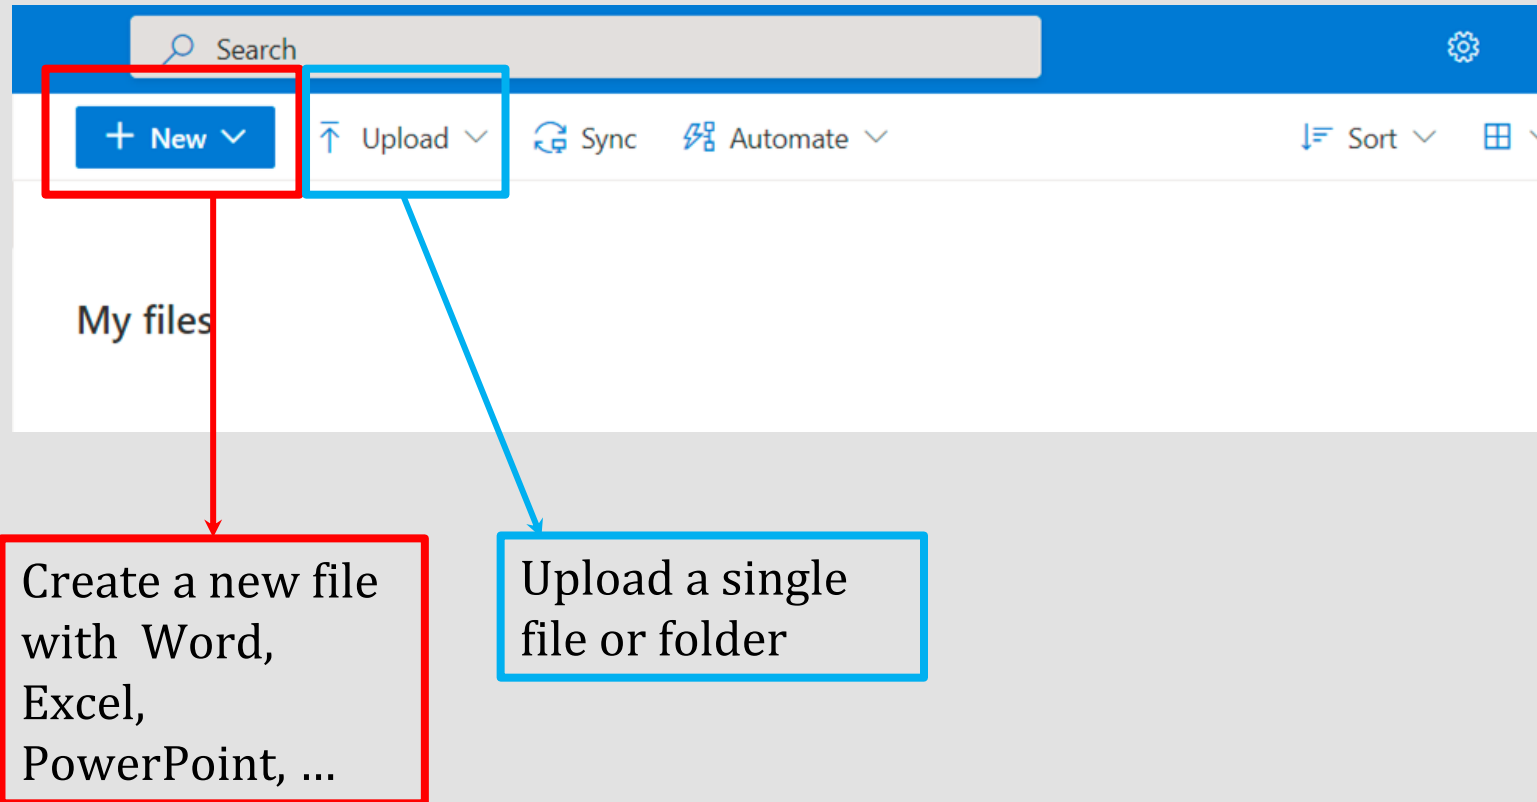 Search
New
Upload
Sync
Automate
Sort
My files
Create a new file
with Word,
Excel,
PowerPoint, ...
Upload a single
file or folder